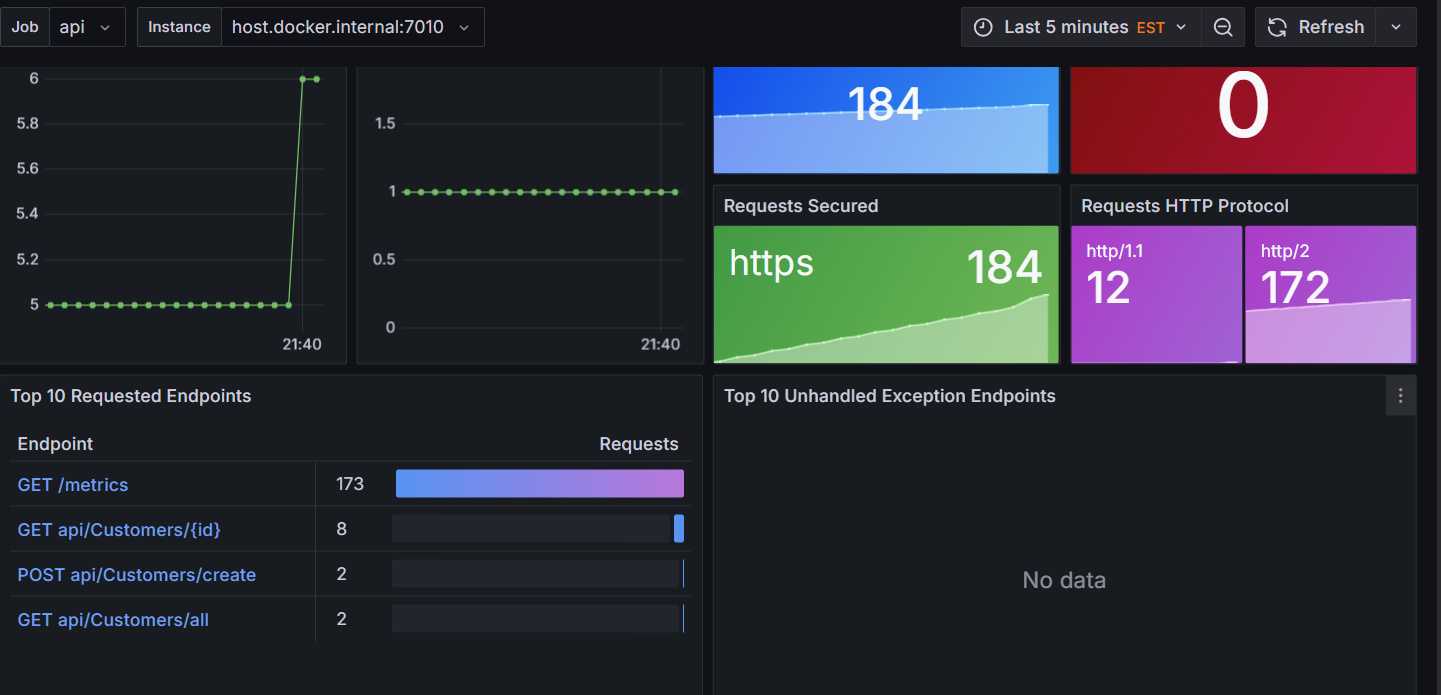 Job api Instance host.docker.internal:7010 Last 5 minutes EST Refresh
6
5.8
5.6
5.4
5.2
5
21:40
1.5
1
0.5
0
21:40
184
0
Requests Secured
https 184
Requests HTTP Protocol
http/1.1
12
http/2
172
Top 10 Requested Endpoints
Endpoint Requests
GET /metrics 173
GET api/Customers/{id} 8
POST api/Customers/create 2
GET api/Customers/all 2
Top 10 Unhandled Exception Endpoints
No data